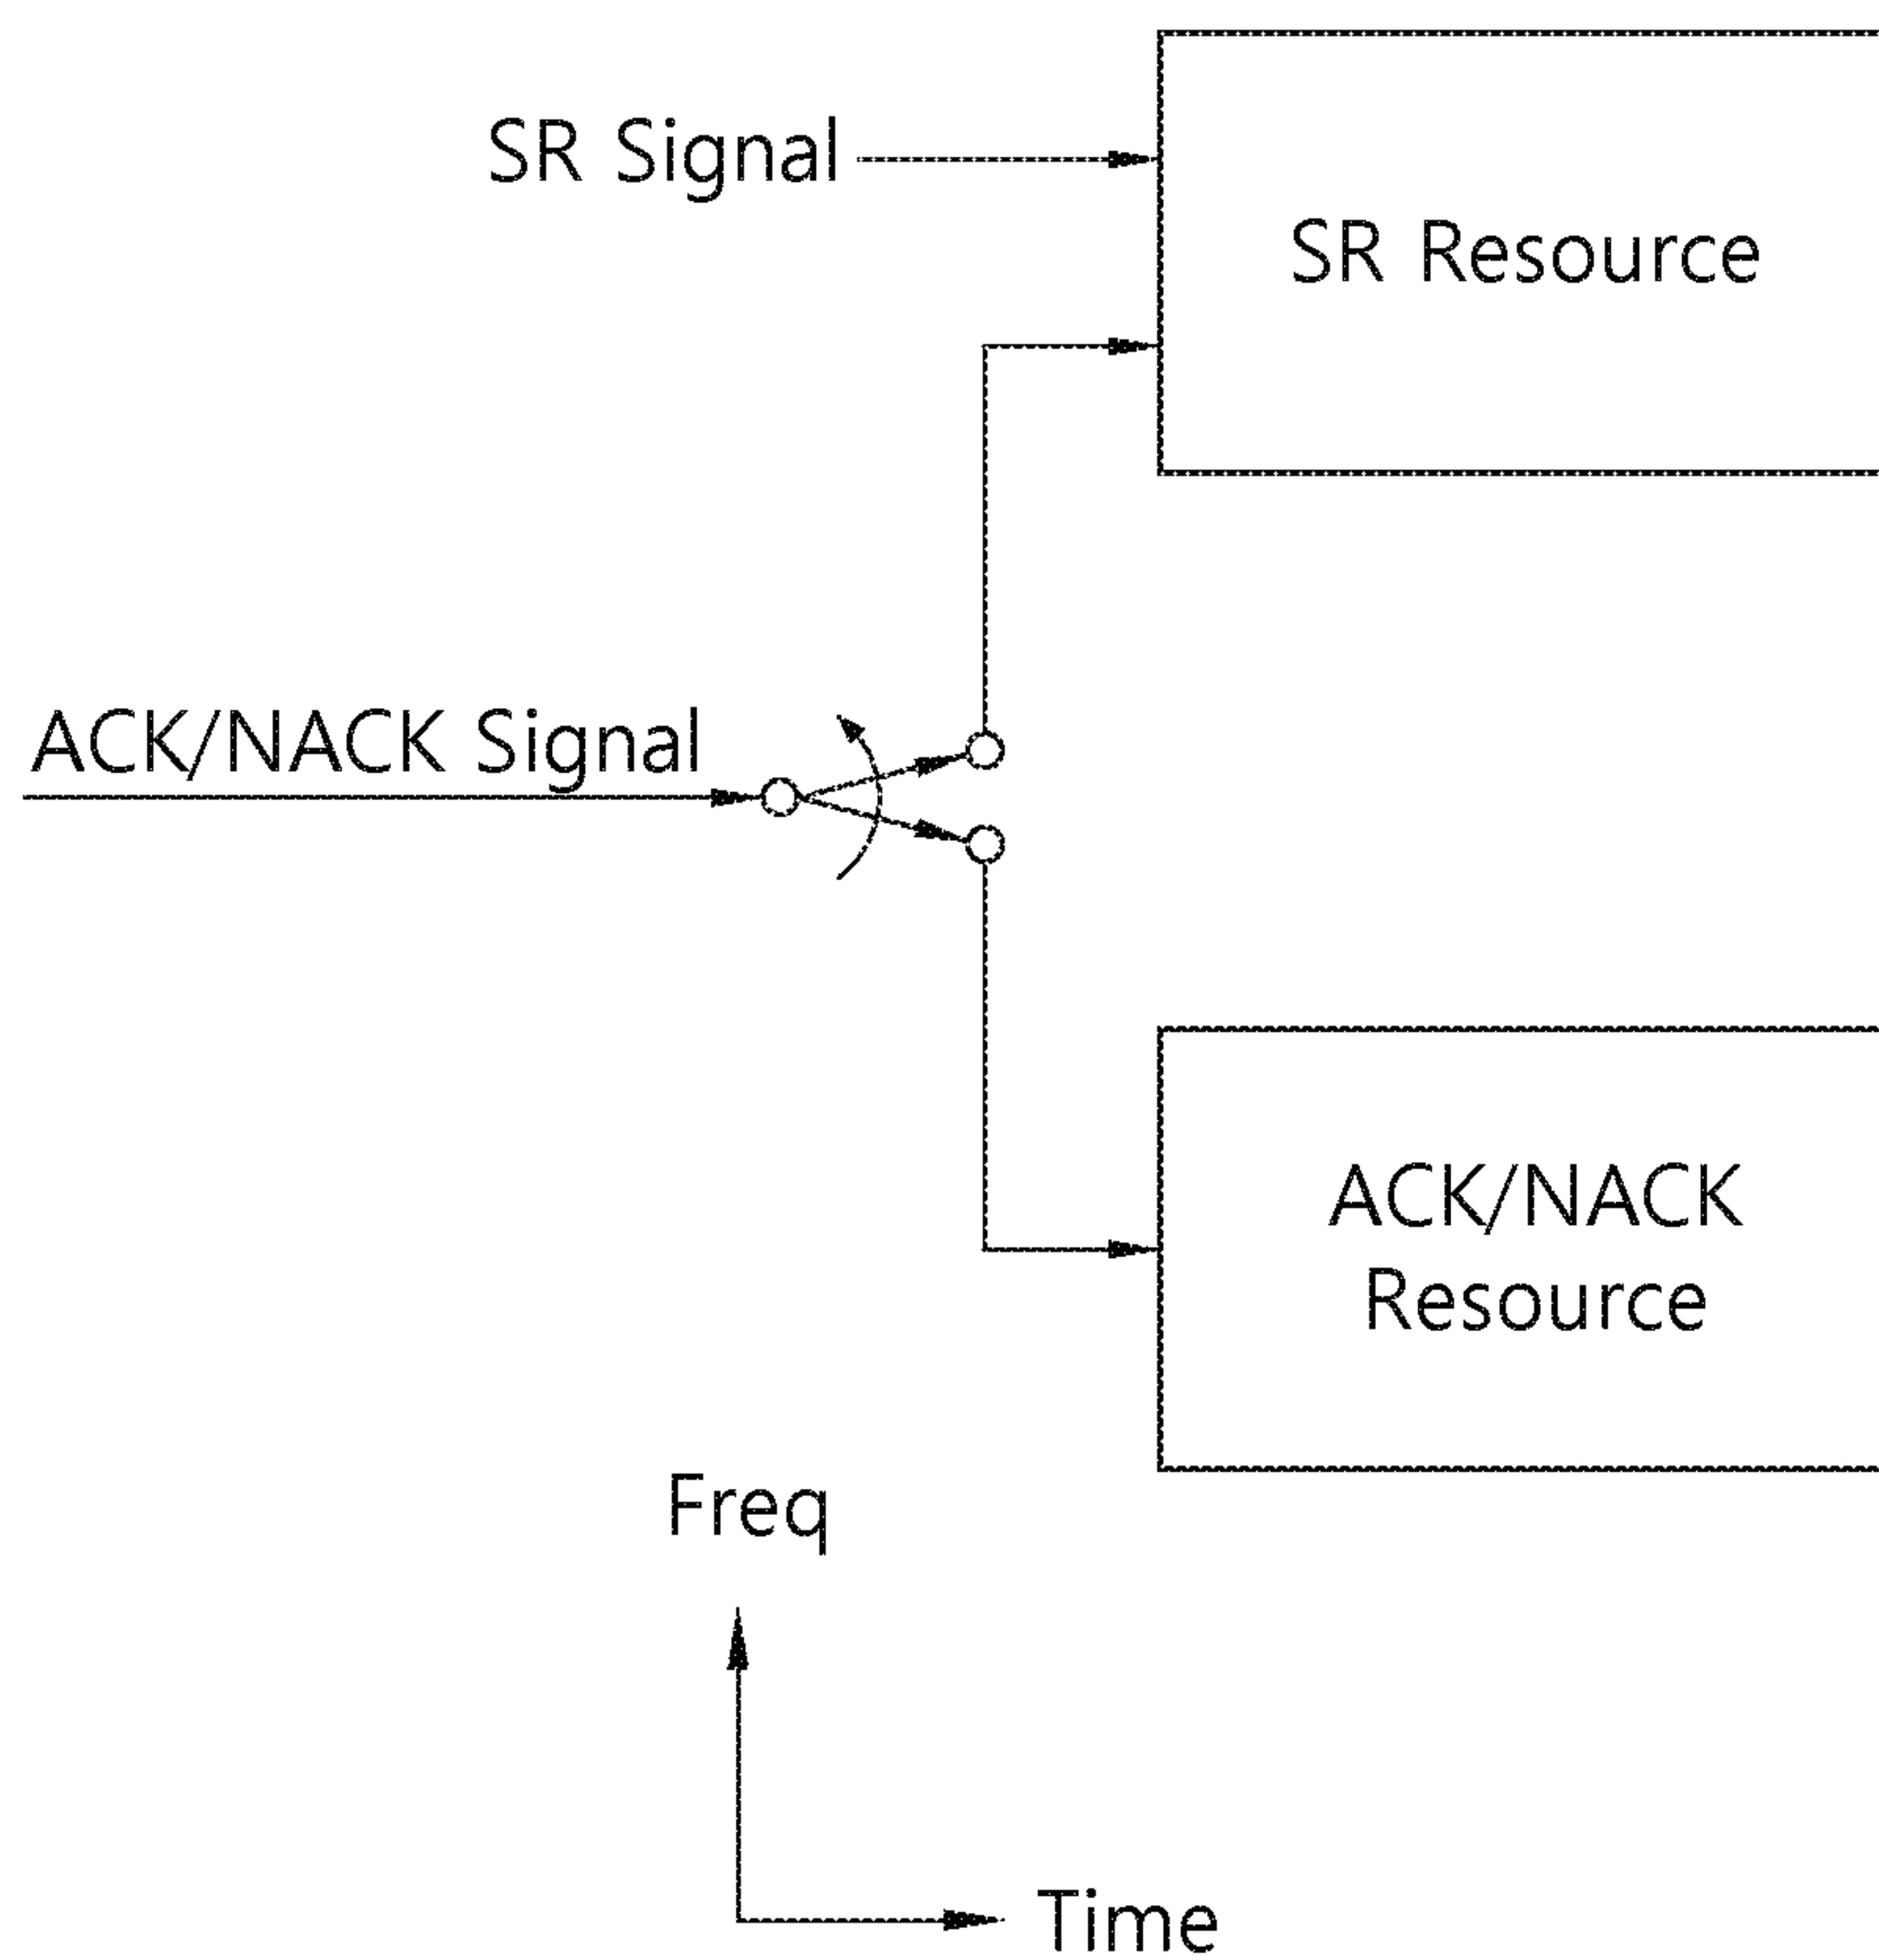 SR Signal
SR Resource
ACK/NACK Signal
ACK/NACK
Resource
Freq
Time